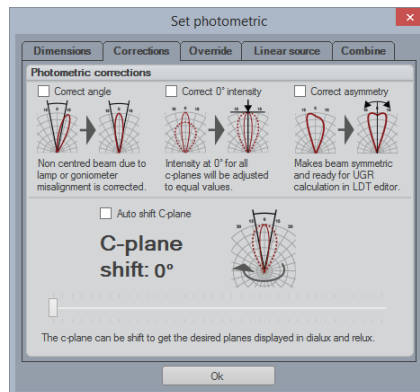 Set photometric
Dimensions Corrections Override Linear source Combine
Photometric corrections
Correct angle Correct 0° intensity Correct asymmetry
Non centred beam due to
lamp or goniometer
misalignment is corrected.
Intensity at 0° for all
c-planes will be adjusted
to equal values.
Makes beam symmetric
and ready for UGR
calculation in LDT editor.
Auto shift C-plane
C-plane
shift: 0°
The c-plane can be shift to get the desired planes displayed in dialux and relux.
Ok